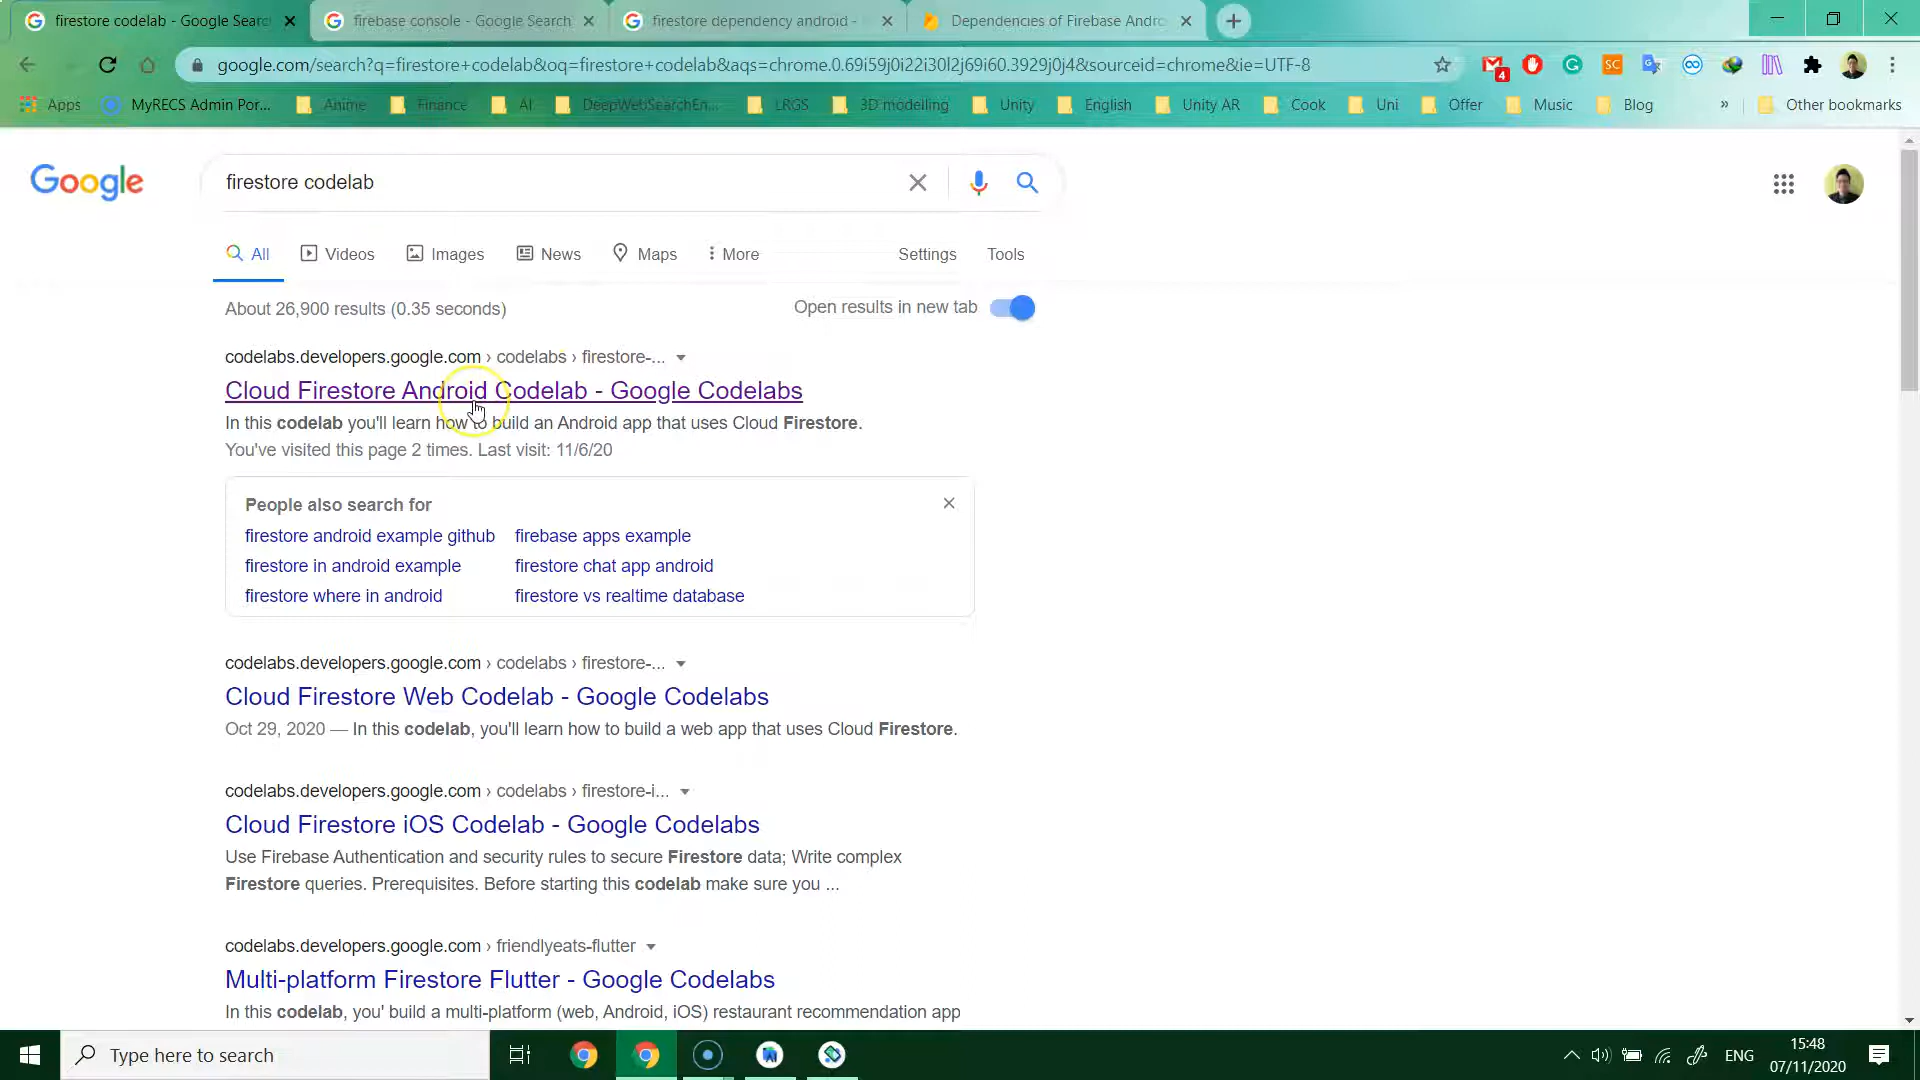 firestore codelab - Google Searc
firebase console - Google Search
firestore dependency android -
Dependencies of Firebase Andro
google.com/search?q=firestore+codelab&oq=firestore+codelab&aqs=chrome.0.69i59j0i22i30l2j69i60.3929j0j4&sourceid=chrome&ie=UTF-8
4
SC
Apps
MyRECS Admin Por...
Anime
Finance
AI
DeepWebSearchEn...
LRGS
3D modelling
Unity
English
Unity AR
Cook
Uni
Offer
Music
Blog
»
Other bookmarks
Google
firestore codelab
All
Videos
Images
News
Maps
More
Settings
Tools
About 26,900 results (0.35 seconds)
Open results in new tab
codelabs.developers.google.com › codelabs › firestore-...
Cloud Firestore Android Codelab - Google Codelabs
In this codelab you'll learn how to build an Android app that uses Cloud Firestore.
You've visited this page 2 times. Last visit: 11/6/20
People also search for
firestore android example github
firebase apps example
firestore in android example
firestore chat app android
firestore where in android
firestore vs realtime database
codelabs.developers.google.com › codelabs › firestore-...
Cloud Firestore Web Codelab - Google Codelabs
Oct 29, 2020 — In this codelab, you'll learn how to build a web app that uses Cloud Firestore.
codelabs.developers.google.com › codelabs › firestore-i...
Cloud Firestore iOS Codelab - Google Codelabs
Use Firebase Authentication and security rules to secure Firestore data; Write complex
Firestore queries. Prerequisites. Before starting this codelab make sure you ...
codelabs.developers.google.com › friendlyeats-flutter
Multi-platform Firestore Flutter - Google Codelabs
In this codelab, you' build a multi-platform (web, Android, iOS) restaurant recommendation app
Type here to search
ENG
15:48
07/11/2020